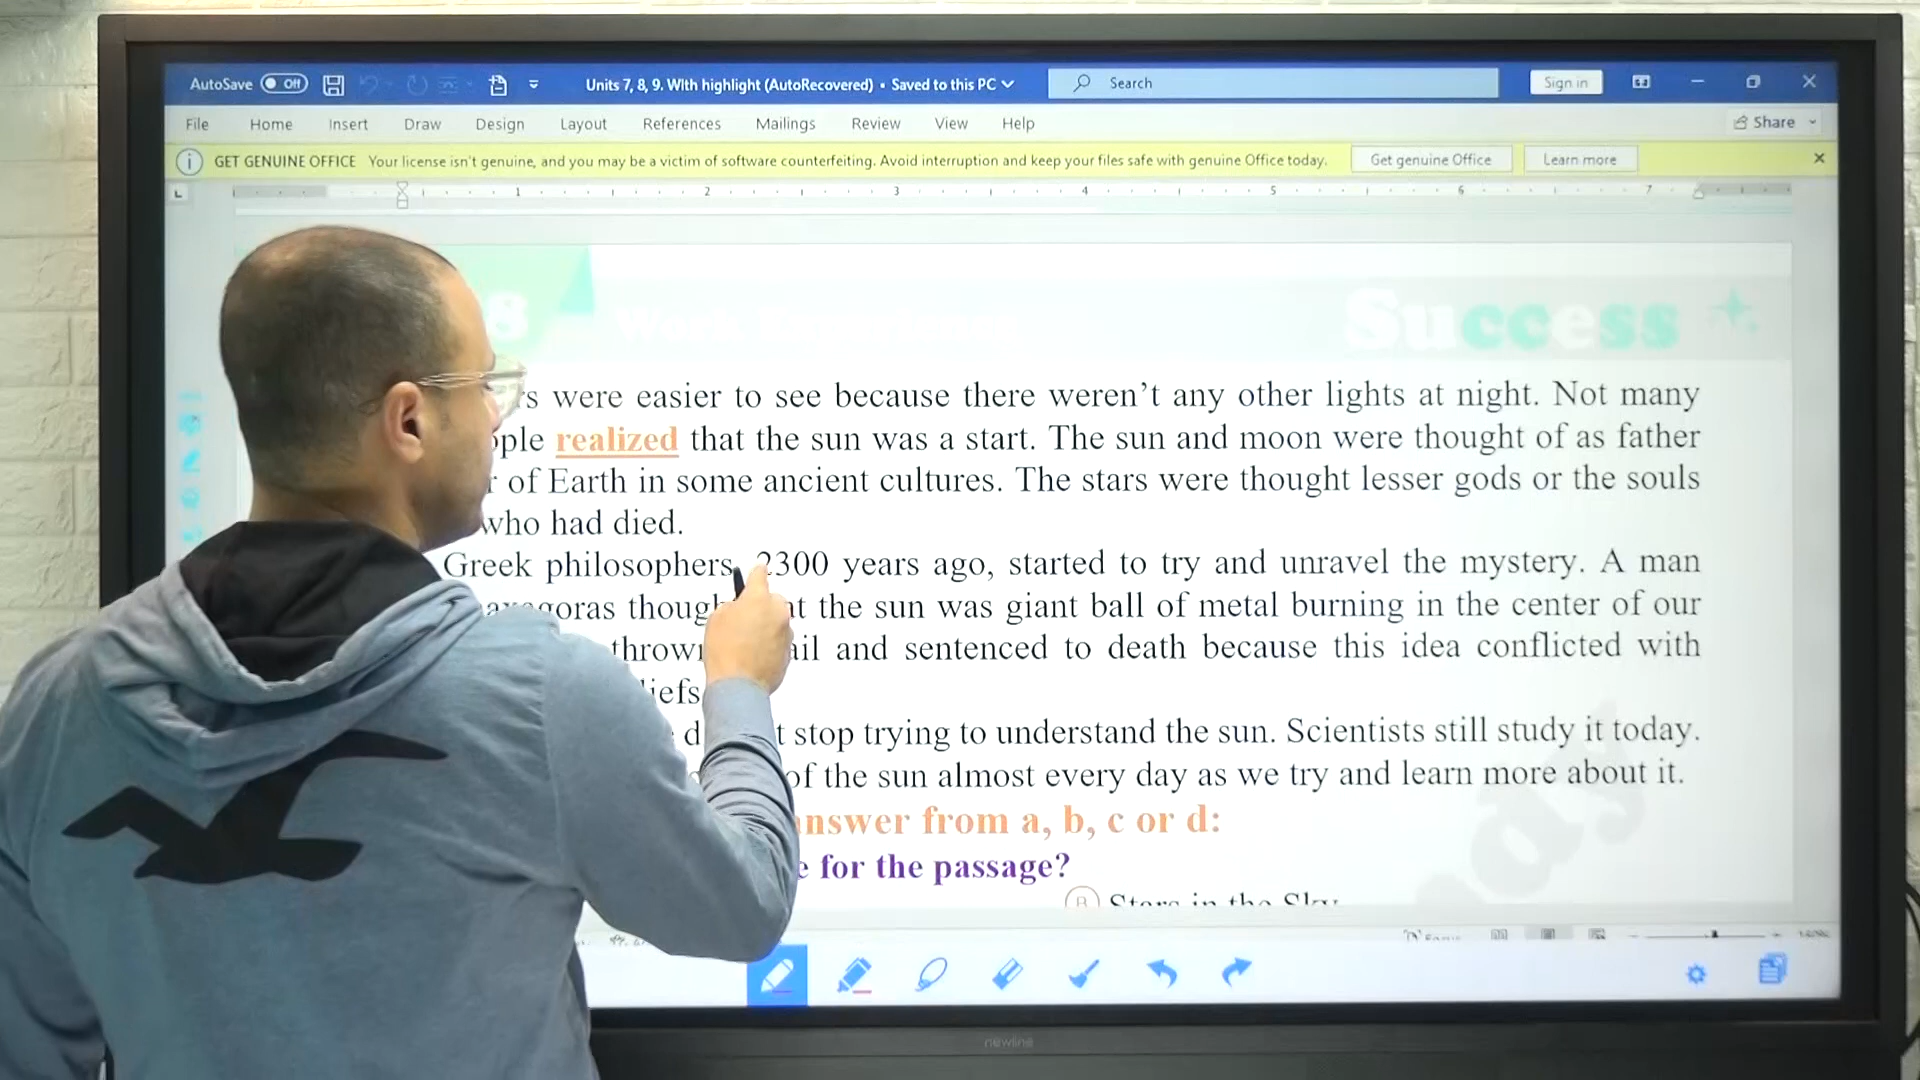 AutoSave Off Units 7, 8, 9. WIth highlight (AutoRecovered) • Saved to this PC Search Sign in
File Home Insert Draw Design Layout References Mailings Review View Help Share
GET GENUINE OFFICE Your license isn't genuine, and you may be a victim of software counterfeiting. Avoid interruption and keep your files safe with genuine Office today. Get genuine Office Learn more
1 2 3 4 5 6 7
8 Success
were easier to see because there weren't any other lights at night. Not many
realized that the sun was a start. The sun and moon were thought of as father
of Earth in some ancient cultures. The stars were thought lesser gods or the souls
who had died.
Greek philosophers, 2300 years ago, started to try and unravel the mystery. A man
the sun was giant ball of metal burning in the center of our
and sentenced to death because this idea conflicted with
stop trying to understand the sun. Scientists still study it today.
of the sun almost every day as we try and learn more about it.
answer from a, b, c or d:
for the passage?
B Stars in the Sky
newline